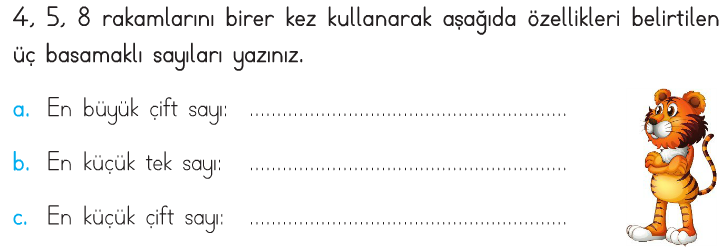 4, 5, 8 rakamlarını birer kez kullanarak aşağıda özellikleri belirtilen
üç basamaklı sayıları yazınız.
a. En büyük çift sayı: ........................................................
b. En küçük tek sayı: ........................................................
c. En küçük çift sayı: ........................................................